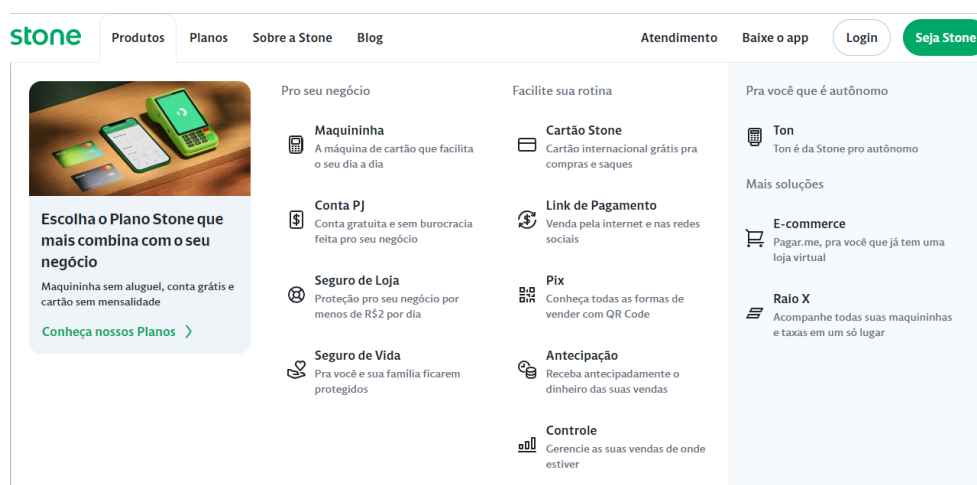 stone
Produtos
Planos
Sobre a Stone
Blog
Atendimento
Baixe o app
Login
Seja Stone
Escolha o Plano Stone que
mais combina com o seu
negócio
Maquininha sem aluguel, conta grátis e
cartão sem mensalidade
Conheça nossos Planos
Pro seu negócio
Maquininha
A máquina de cartão que facilita
o seu dia a dia
Conta PJ
Conta gratuita e sem burocracia
feita pro seu negócio
Seguro de Loja
Proteção pro seu negócio por
menos de R$2 por dia
Seguro de Vida
Pra você e sua família ficarem
protegidos
Facilite sua rotina
Cartão Stone
Cartão internacional grátis pra
compras e saques
Link de Pagamento
Venda pela internet e nas redes
sociais
Pix
Conheça todas as formas de
vender com QR Code
Antecipação
Receba antecipadamente o
dinheiro das suas vendas
Controle
Gerencie as suas vendas de onde
estiver
Pra você que é autônomo
Ton
Ton é da Stone pro autônomo
Mais soluções
E-commerce
Pagar.me, pra você que já tem uma
loja virtual
Raio X
Acompanhe todas suas maquininhas
e taxas em um só lugar